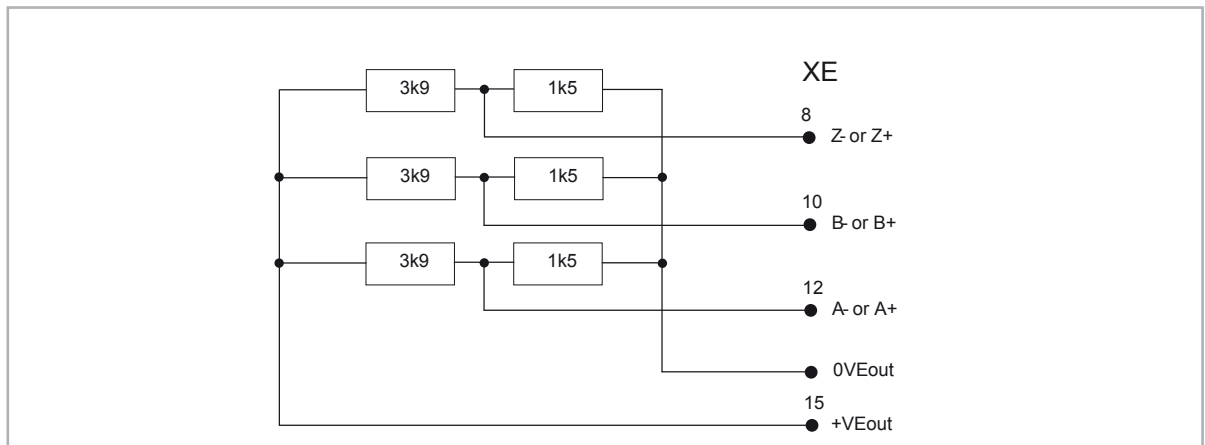 XE
3k9 1k5
8
Z- or Z+
3k9 1k5
10
B- or B+
3k9 1k5
12
A- or A+
0VEout
15
+VEout